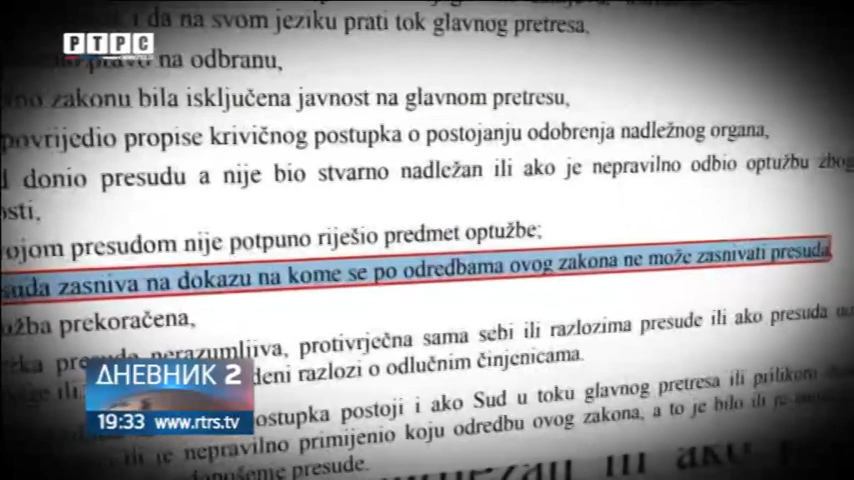 i da na svom jeziku prati tok glavnog pretresa,
РТРС
pravo na odbranu,
zakonu bila isključena javnost na glavnom pretresu,
povrijedio propise krivičnog postupka o postojanju odobrenja nadležnog organa,
donio presudu a nije bio stvarno nadležan ili ako je nepravilno odbio optužbu zbog
presudom nije potpuno riješio predmet optužbe;
zasniva na dokazu na kome se po odredbama ovog zakona ne može zasnivati presuda,
prekoračena,
nerazumljiva, protivrječna sama sebi ili razlozima presude ili ako presuda
razlozi o odlučnim činjenicama.
postoji i ako Sud u toku glavnog pretresa ili prilikom
ili je nepravilno primijenio koju odredbu ovog zakona, a to je bilo ili je
presude.
ili ako
ДНЕВНИК 2
19:33 www.rtrs.tv